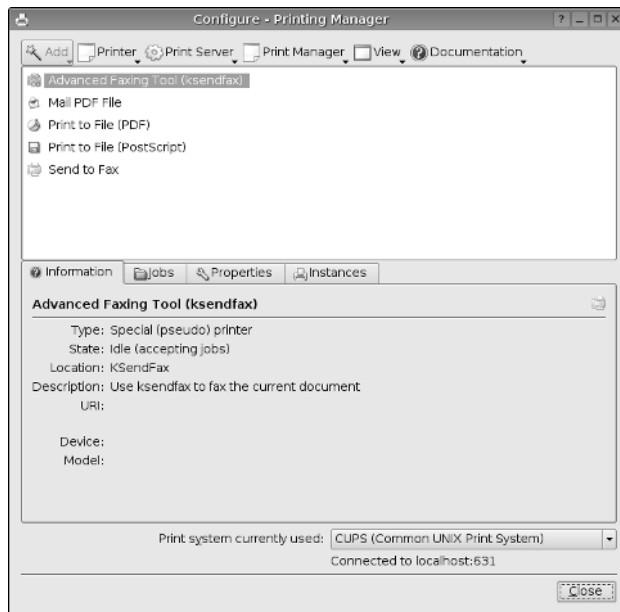 Configure - Printing Manager
Add Printer Print Server Print Manager View Documentation
Advanced Faxing Tool (ksendfax)
Mail PDF File
Print to File (PDF)
Print to File (PostScript)
Send to Fax
Information Jobs Properties Instances
Advanced Faxing Tool (ksendfax)
Type: Special (pseudo) printer
State: Idle (accepting jobs)
Location: KSendFax
Description: Use ksendfax to fax the current document
URI:
Device:
Model:
Print system currently used: CUPS (Common UNIX Print System)
Connected to localhost:631
Close